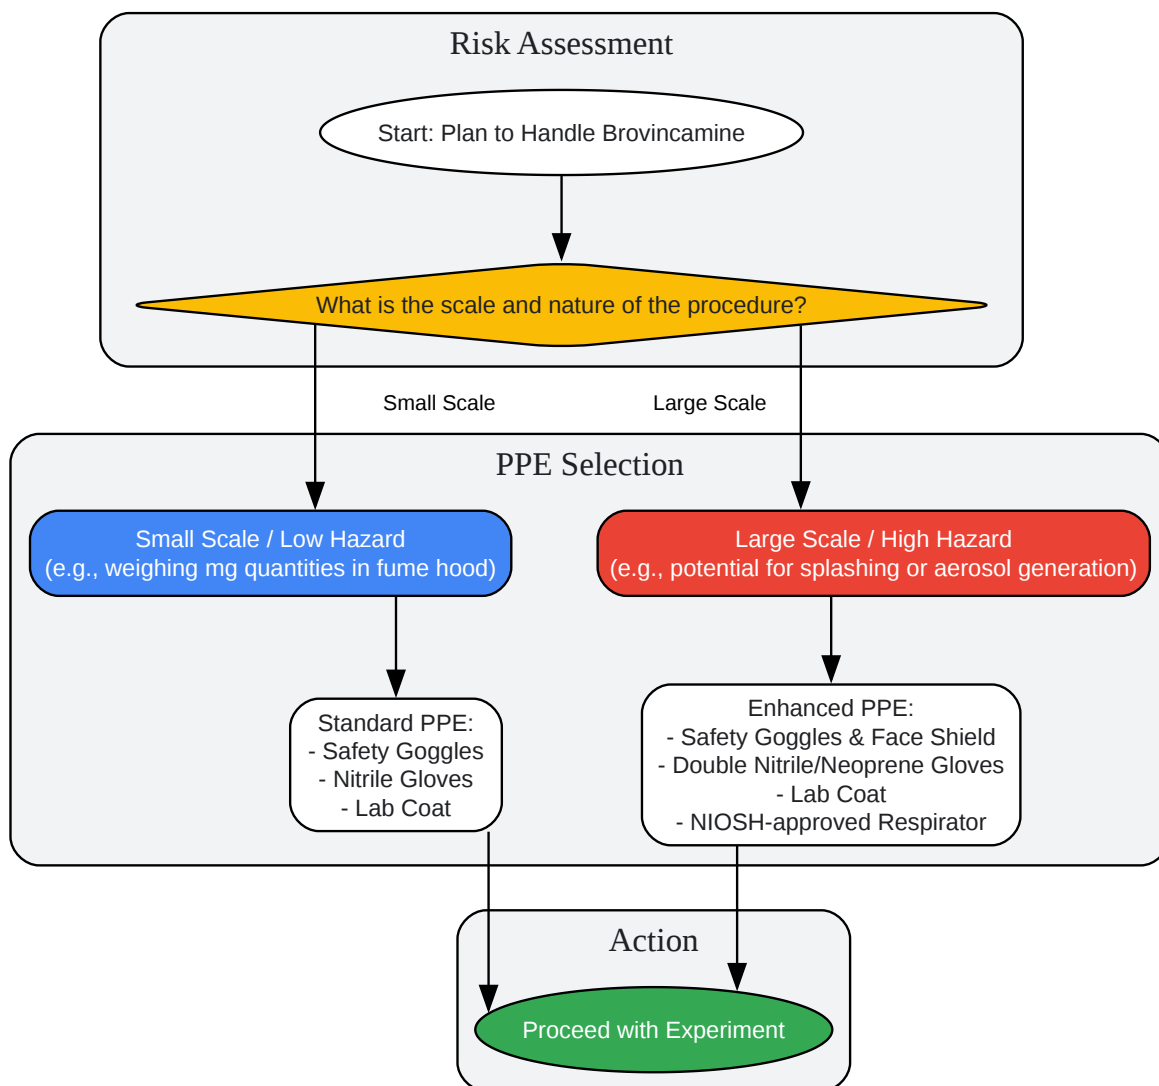 Risk Assessment
Start: Plan to Handle Brovincamine
What is the scale and nature of the procedure?
Small Scale
Large Scale
PPE Selection
Small Scale / Low Hazard
(e.g., weighing mg quantities in fume hood)
Large Scale / High Hazard
(e.g., potential for splashing or aerosol generation)
Standard PPE:
- Safety Goggles
- Nitrile Gloves
- Lab Coat
Enhanced PPE:
- Safety Goggles & Face Shield
- Double Nitrile/Neoprene Gloves
- Lab Coat
- NIOSH-approved Respirator
Action
Proceed with Experiment